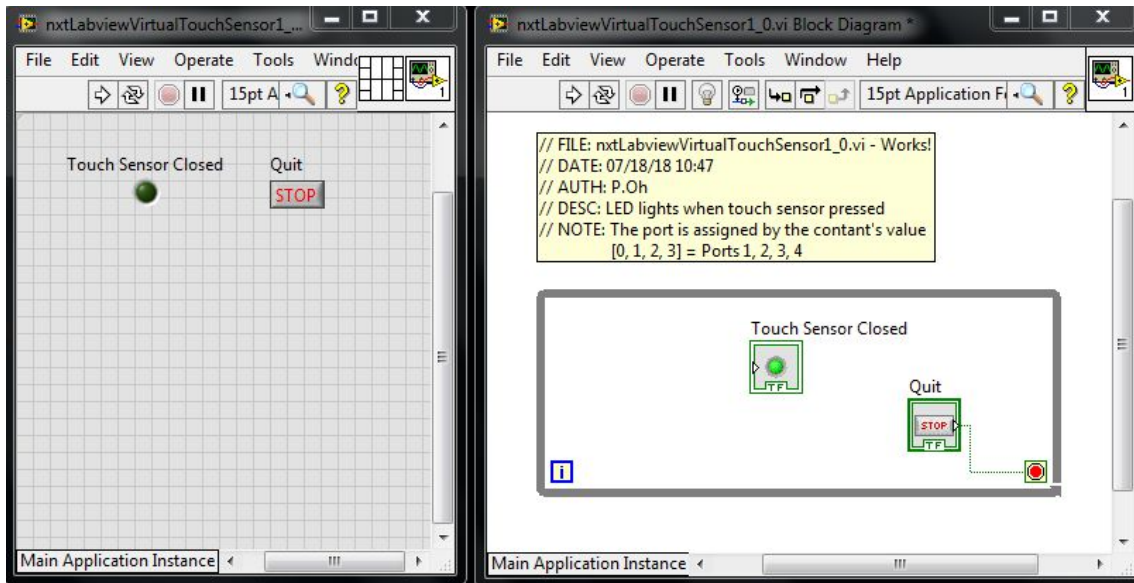 nxtLabviewVirtualTouchSensor1_...
File Edit View Operate Tools Windo
15pt A
1
Touch Sensor Closed
Quit
STOP
Main Application Instance
nxtLabviewVirtualTouchSensor1_0.vi Block Diagram *
File Edit View Operate Tools Window Help
15pt Application Fo
1
// FILE: nxtLabviewVirtualTouchSensor1_0.vi - Works!
// DATE: 07/18/18 10:47
// AUTH: P.Oh
// DESC: LED lights when touch sensor pressed
// NOTE: The port is assigned by the contant's value
[0, 1, 2, 3] = Ports 1, 2, 3, 4
Touch Sensor Closed
TF
Quit
STOP
TF
i
Main Application Instance